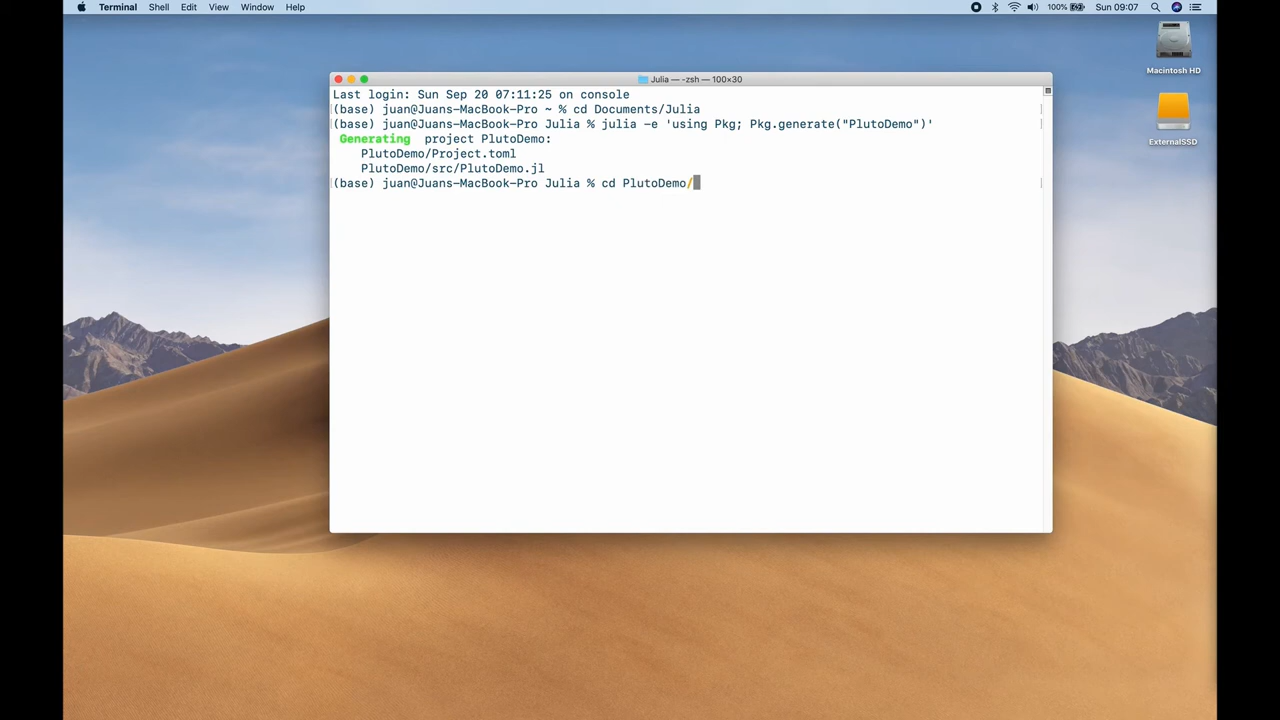 Terminal Shell Edit View Window Help 100% Sun 09:07
Macintosh HD
ExternalSSD
Julia — -zsh — 100×30
Last login: Sun Sep 20 07:11:25 on console
(base) juan@Juans-MacBook-Pro ~ % cd Documents/Julia
(base) juan@Juans-MacBook-Pro Julia % julia -e 'using Pkg; Pkg.generate("PlutoDemo")'
Generating project PlutoDemo:
PlutoDemo/Project.toml
PlutoDemo/src/PlutoDemo.jl
(base) juan@Juans-MacBook-Pro Julia % cd PlutoDemo/